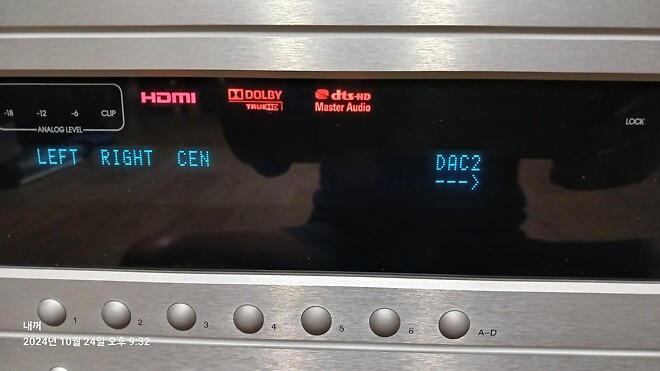 HDMI DOLBY TRUEHD dts-HD Master Audio
-18 -12 -6 CLIP
ANALOG LEVEL
LOCK
LEFT RIGHT CEN DAC2
--->
1 2 3 4 5 6 A-D
내꺼
2024년 10월 24일 오후 9:32